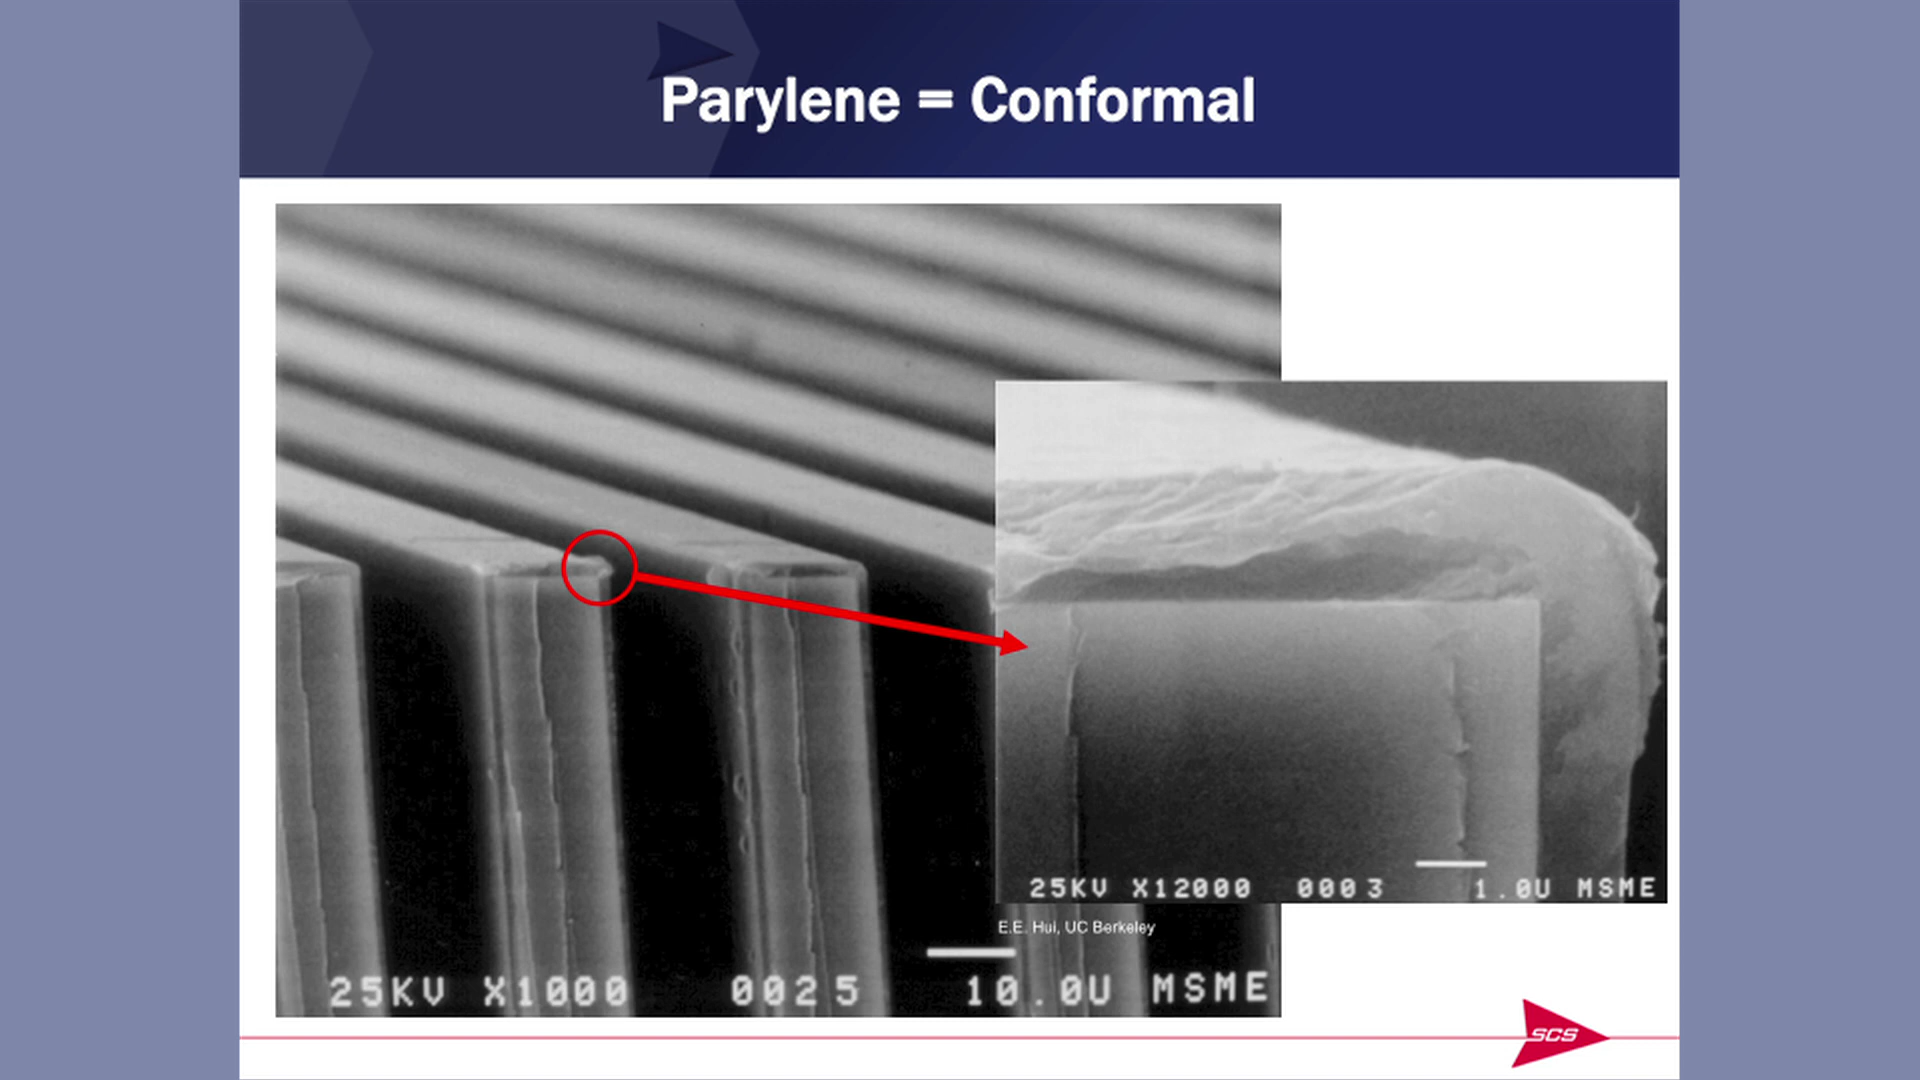 Parylene = Conformal
25KV X12000 0003 1.0U MSME
E.E. Hui, UC Berkeley
25KV X1000 0025 10.0U MSME
SCS